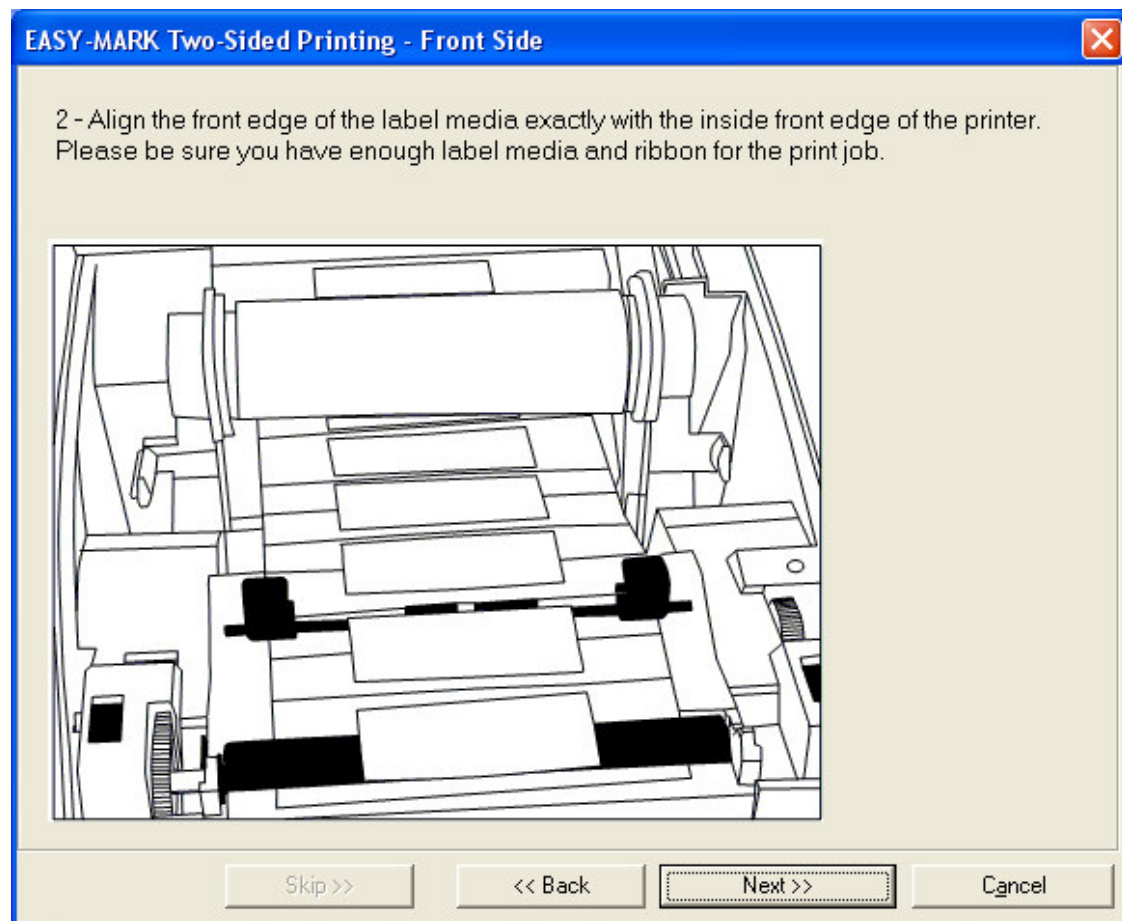 EASY-MARK Two-Sided Printing - Front Side
2 - Align the front edge of the label media exactly with the inside front edge of the printer.
Please be sure you have enough label media and ribbon for the print job.
Skip >>
<< Back
Next >>
Cancel